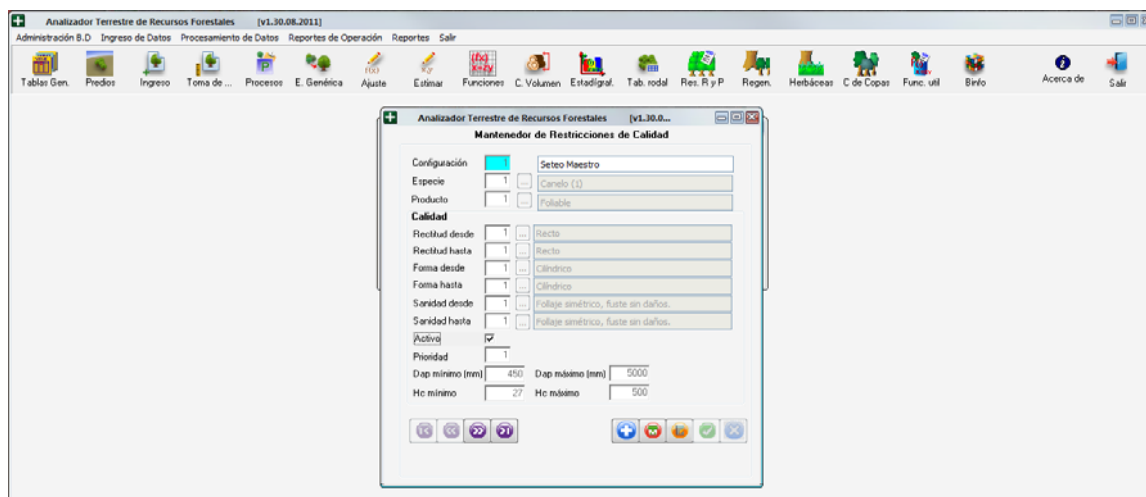 Analizador Terrestre de Recursos Forestales [v1.30.08.2011]
Administración B.D Ingreso de Datos Procesamiento de Datos Reportes de Operación Reportes Salir
Tablas Gen. Predios Ingreso Toma de ... Procesos E. Genérica Ajuste Estimar Funciones C. Volumen Estadígraf. Tab. rodal Res. R y P Regen. Herbáceas C de Copas Func. util Binfo Acerca de Salir
Analizador Terrestre de Recursos Forestales [v1.30.0...
Mantenedor de Restricciones de Calidad
Configuración 1 Seteo Maestro
Especie 1 ... Canelo (1)
Producto 1 ... Foliable
Calidad
Rectitud desde 1 ... Recto
Rectitud hasta 1 ... Recto
Forma desde 1 ... Cilíndrico
Forma hasta 1 ... Cilíndrico
Sanidad desde 1 ... Follaje simétrico, fuste sin daños.
Sanidad hasta 1 ... Follaje simétrico, fuste sin daños.
Activo
Prioridad 1
Dap mínimo (mm) 450 Dap máximo (mm) 5000
Hc mínimo 27 Hc máximo 500